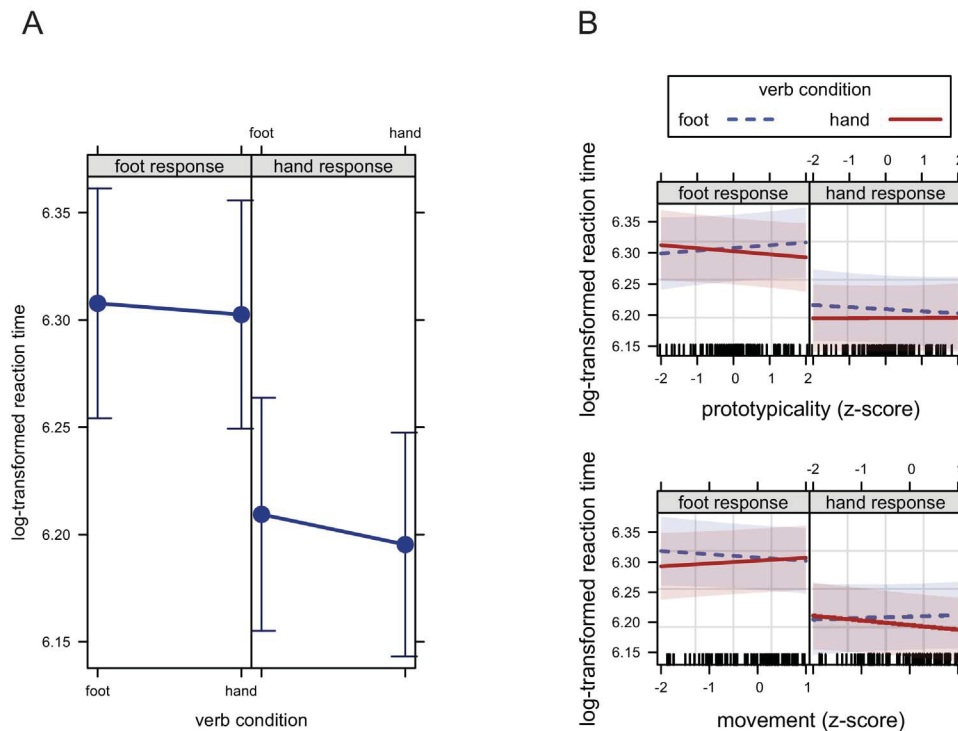 A
foot hand
foot response hand response
log-transformed reaction time
6.35
6.30
6.25
6.20
6.15
foot hand
verb condition
B
verb condition
foot hand
-2 -1 0 1 2
foot response hand response
log-transformed reaction time
6.35
6.30
6.25
6.20
6.15
-2 -1 0 1 2
prototypicality (z-score)
-2 -1 0 1
foot response hand response
log-transformed reaction time
6.35
6.30
6.25
6.20
6.15
-2 -1 0 1
movement (z-score)